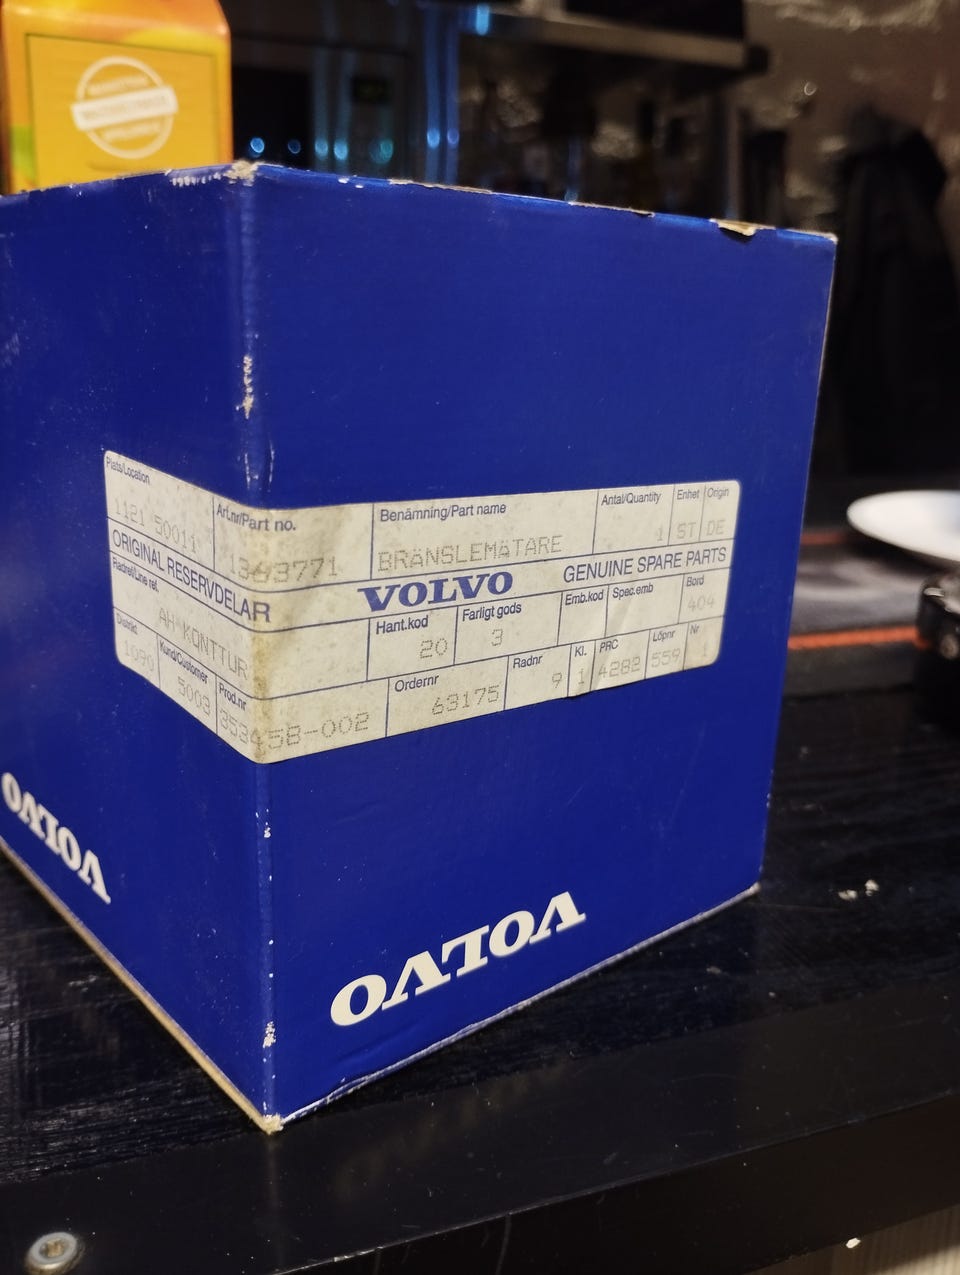 Plats/Location
1121 50011
Art.nr/Part no.
1363771
Benämning/Part name
BRÄNSLEMÄTARE
Antal/Quantity
1
Enhet
ST
Origin
DE
ORIGINAL RESERVDELAR
VOLVO
GENUINE SPARE PARTS
Radref/Line ref.
AH KONTTUR
Hant.kod
20
Farligt gods
3
Emb.kod
Spec.emb
Bord
404
Distrikt
1090
Kund/Customer
5003
Prod.nr
353458-002
Ordernr
63175
Radnr
9
Kl.
1
PRC
4282
Löpnr
559
Nr
1
VOLVO
VOLVO